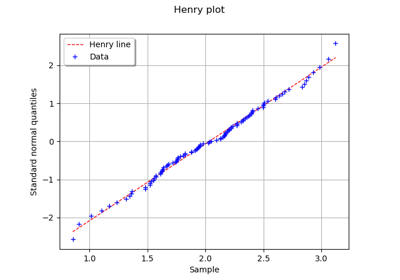 Henry plot
Henry line
Data
Standard normal quantiles
2
1
0
−1
−2
1.0 1.5 2.0 2.5 3.0
Sample